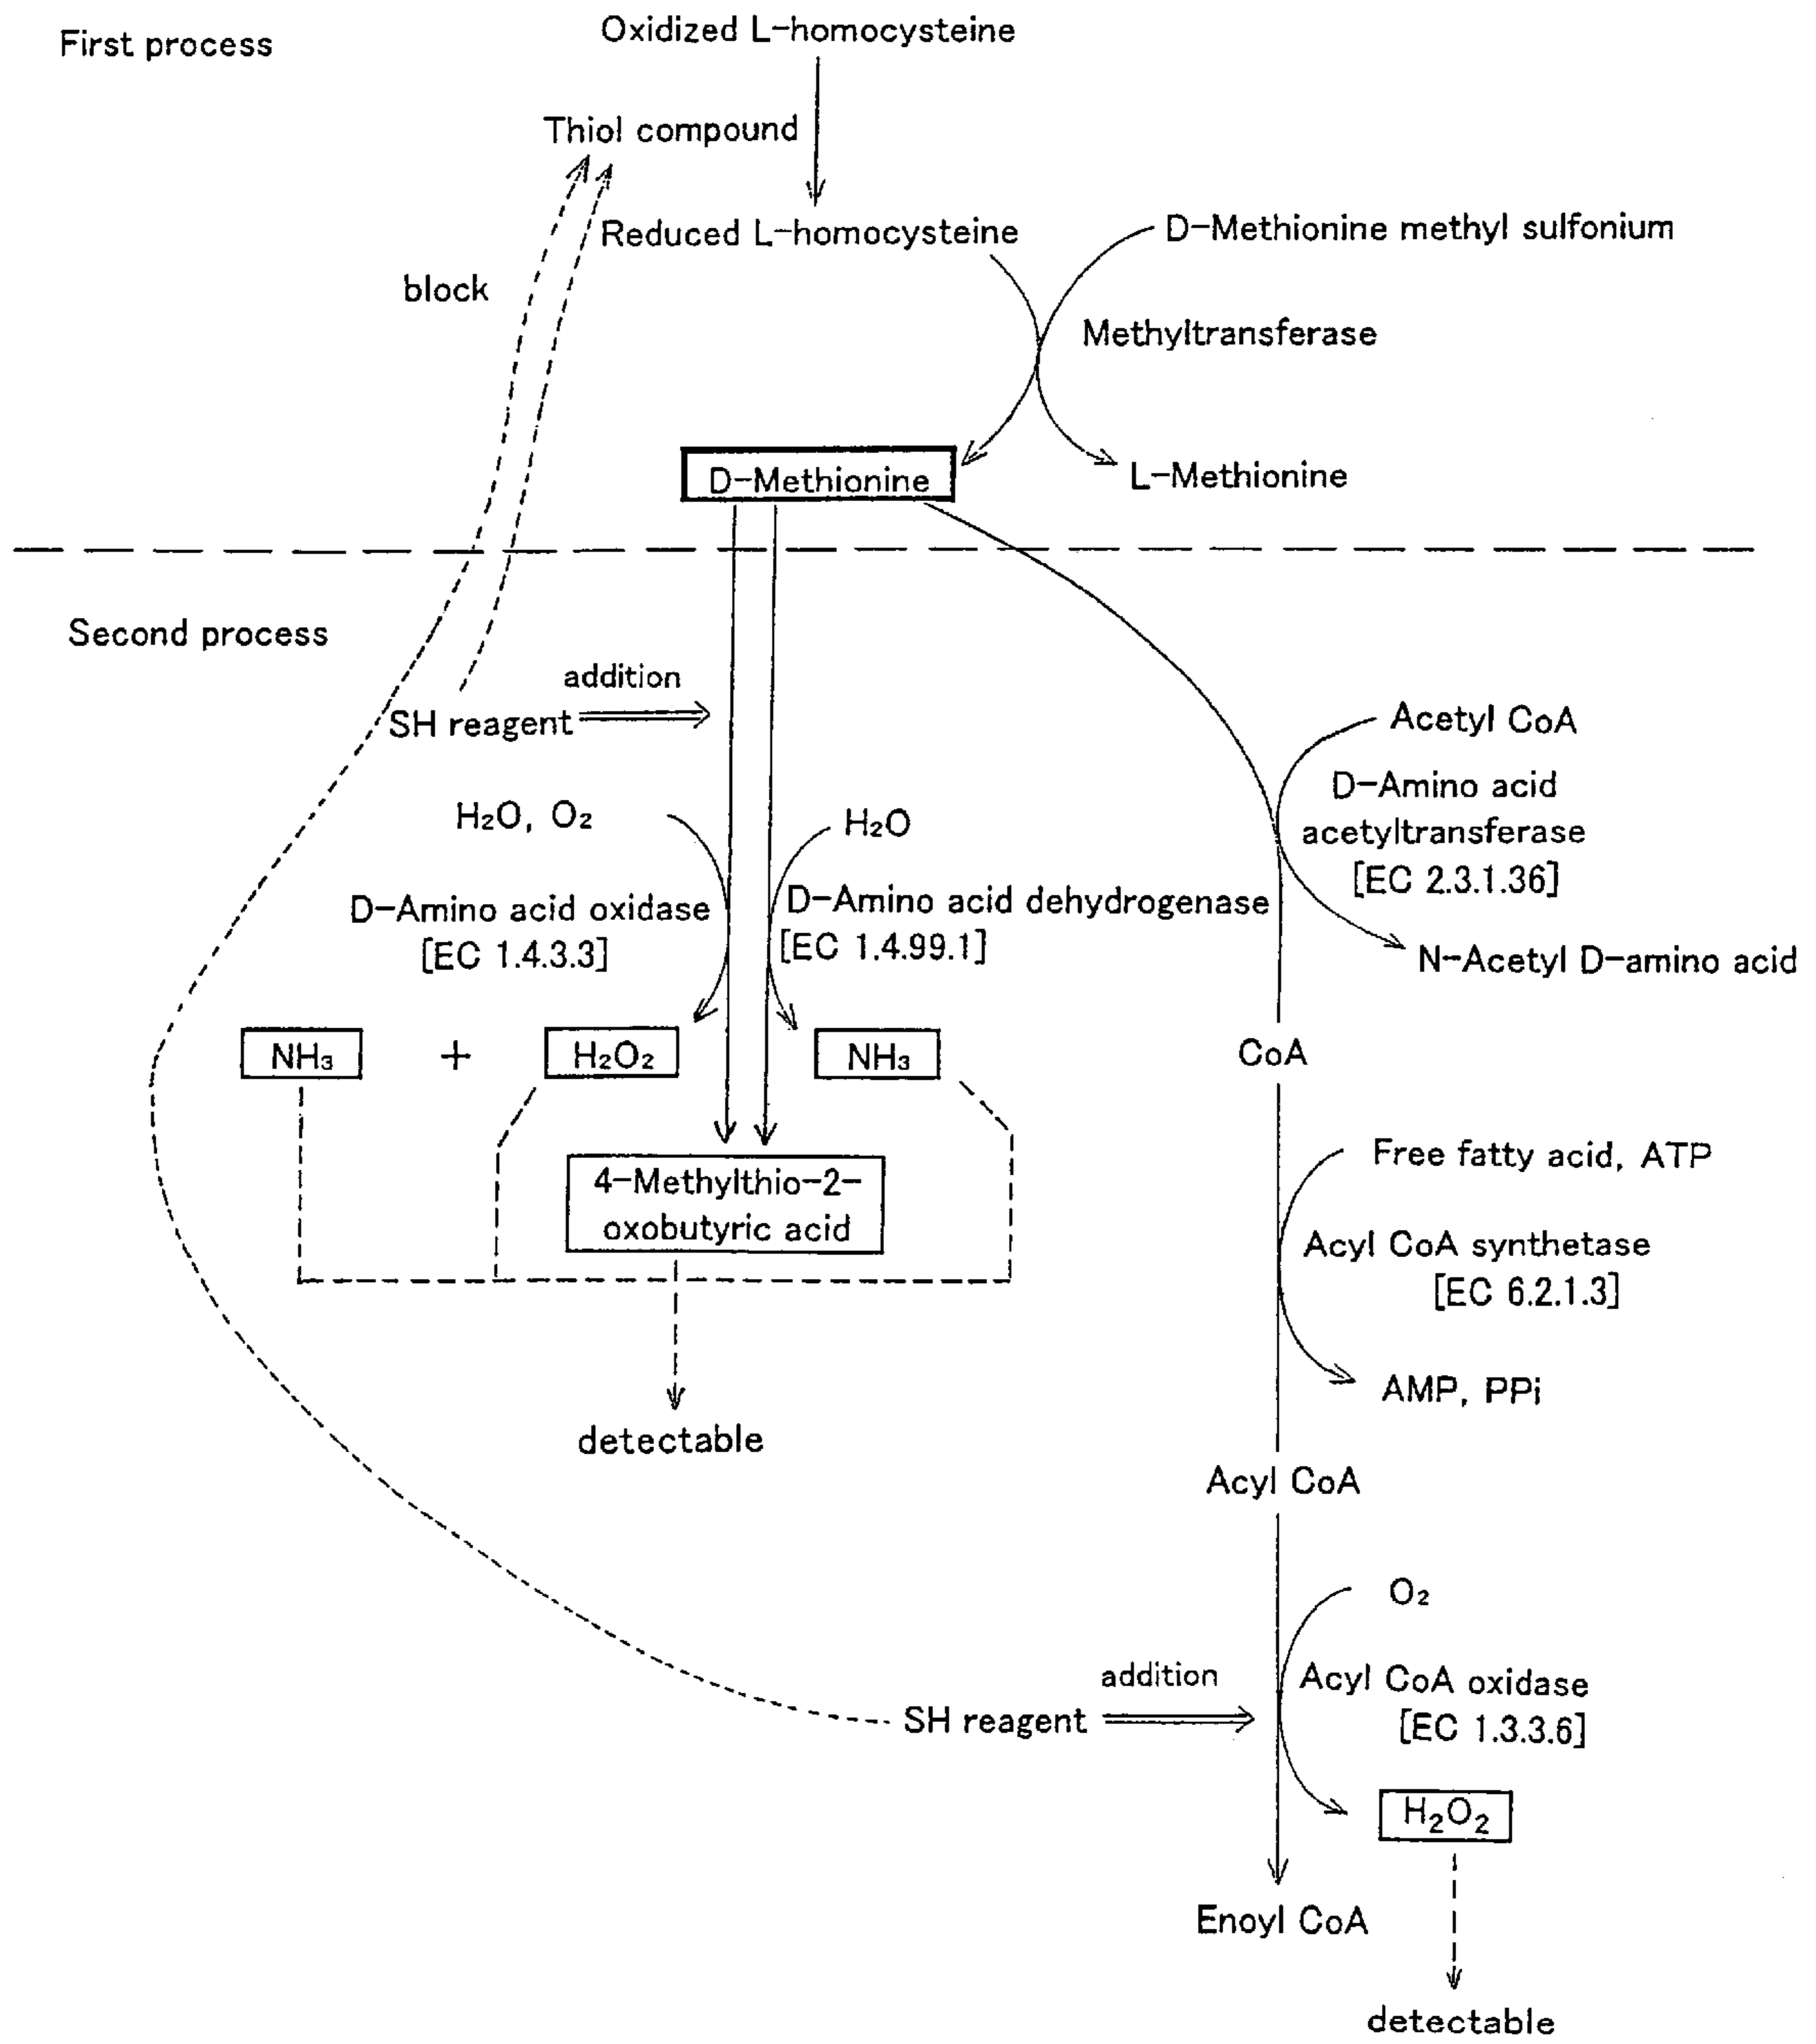 First process
Oxidized L-homocysteine
Thiol compound
Reduced L-homocysteine
D-Methionine methyl sulfonium
block
Methyltransferase
D-Methionine
L-Methionine
Second process
addition
SH reagent
Acetyl CoA
D-Amino acid
acetyltransferase
[EC 2.3.1.36]
H₂O, O₂
H₂O
D-Amino acid oxidase
[EC 1.4.3.3]
D-Amino acid dehydrogenase
[EC 1.4.99.1]
N-Acetyl D-amino acid
NH₃
+
H₂O₂
NH₃
CoA
4-Methylthio-2-
oxobutyric acid
Free fatty acid, ATP
Acyl CoA synthetase
[EC 6.2.1.3]
AMP, PPi
detectable
Acyl CoA
O₂
addition
SH reagent
Acyl CoA oxidase
[EC 1.3.3.6]
H₂O₂
Enoyl CoA
detectable